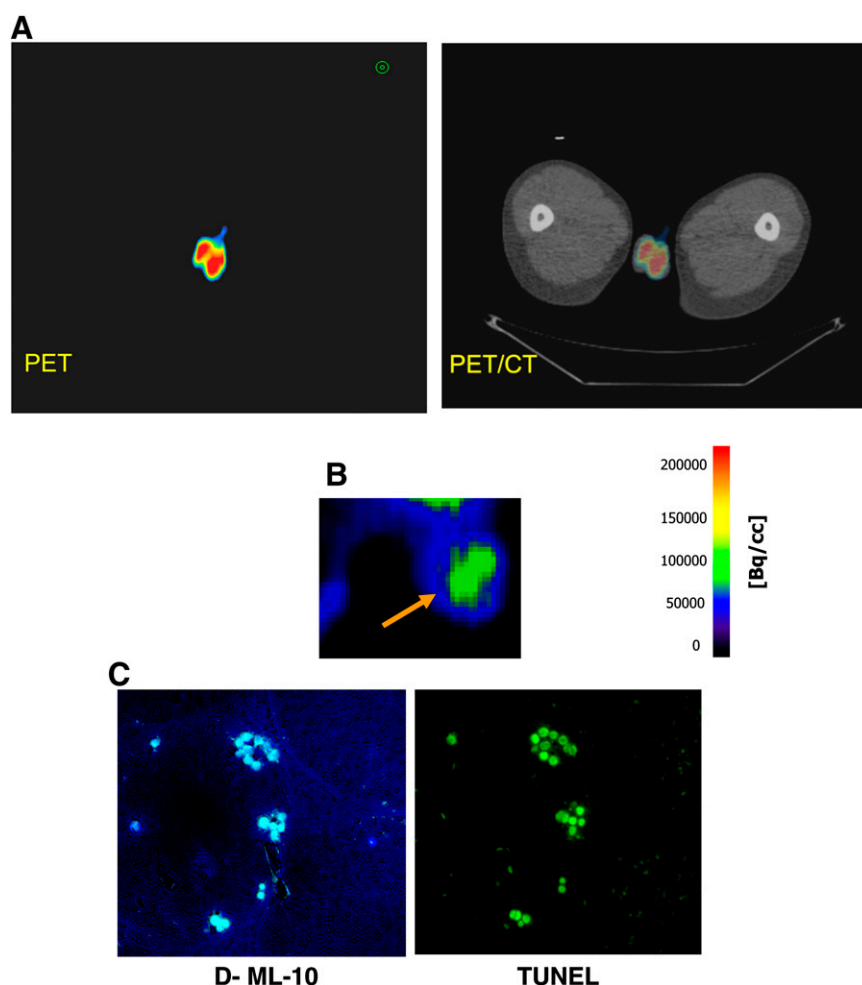 A
PET
PET/CT
B
200000
150000
100000
50000
0
[Bq/cc]
C
D- ML-10
TUNEL